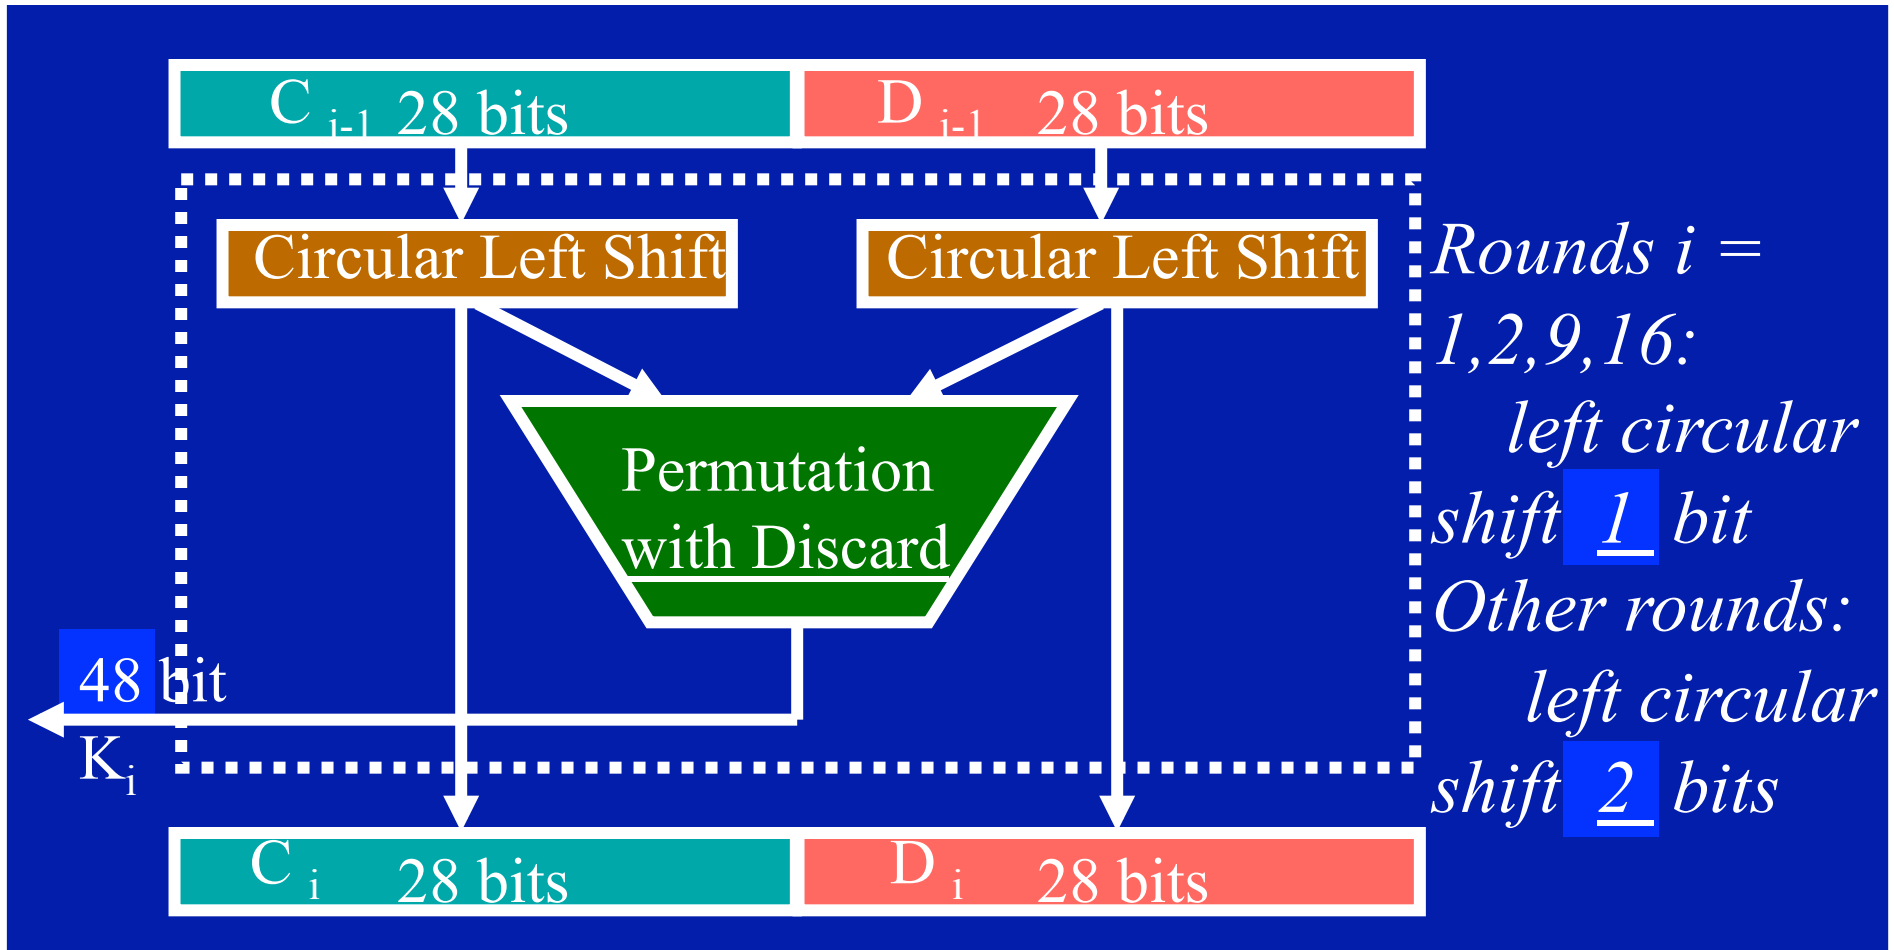 C i-1 28 bits D i-1 28 bits
Circular Left Shift Circular Left Shift
Rounds i =
1,2,9,16:
left circular
shift 1 bit
Other rounds:
left circular
shift 2 bits
Permutation
with Discard
48 bit
Ki
C i 28 bits D i 28 bits